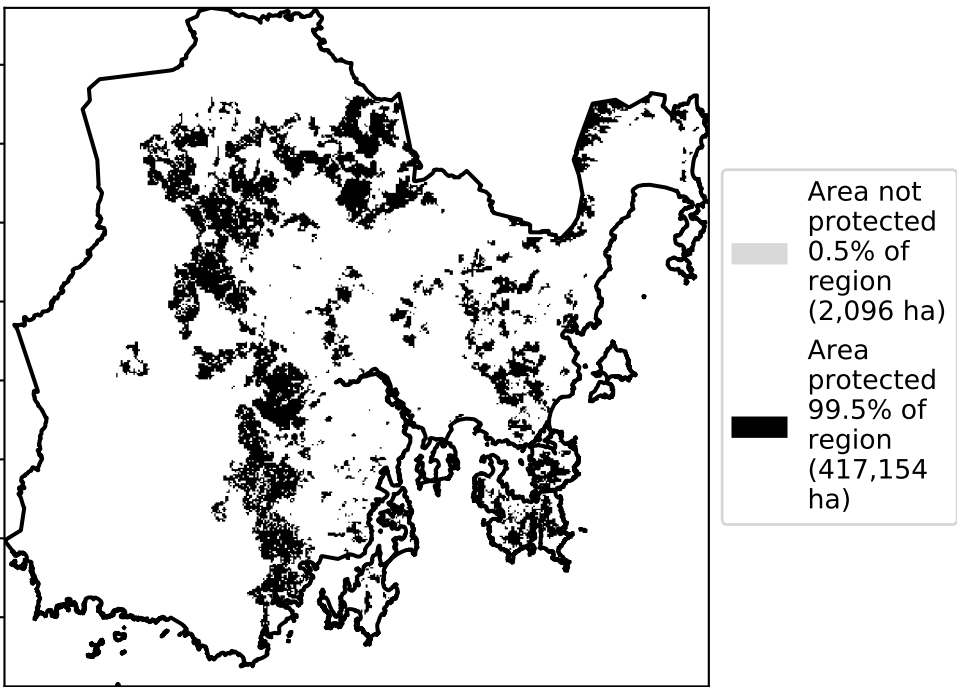 Area not
protected
0.5% of
region
(2,096 ha)
Area
protected
99.5% of
region
(417,154
ha)